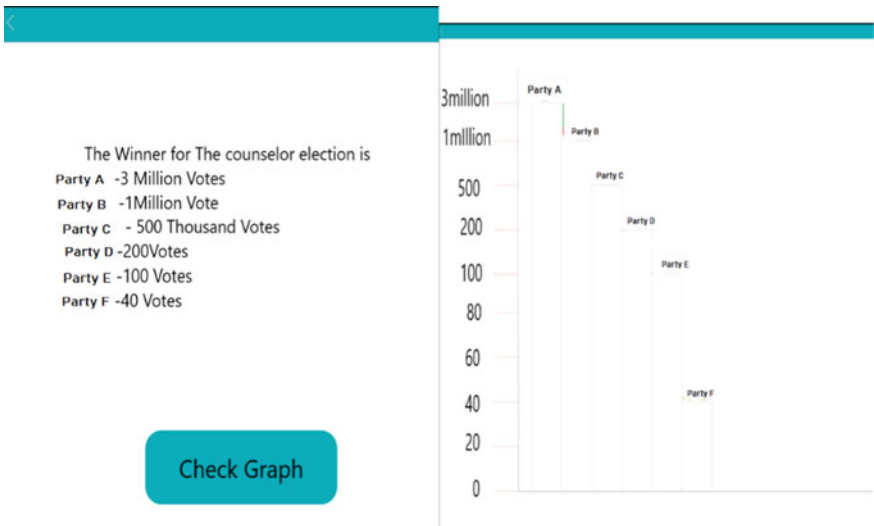 The Winner for The counselor election is
Party A -3 Million Votes
Party B -1Million Vote
Party C - 500 Thousand Votes
Party D -200Votes
Party E -100 Votes
Party F -40 Votes
Check Graph
3million
1mlllion
500
200
100
80
60
40
20
0
Party A
Party B
Party C
Party D
Party E
Party F